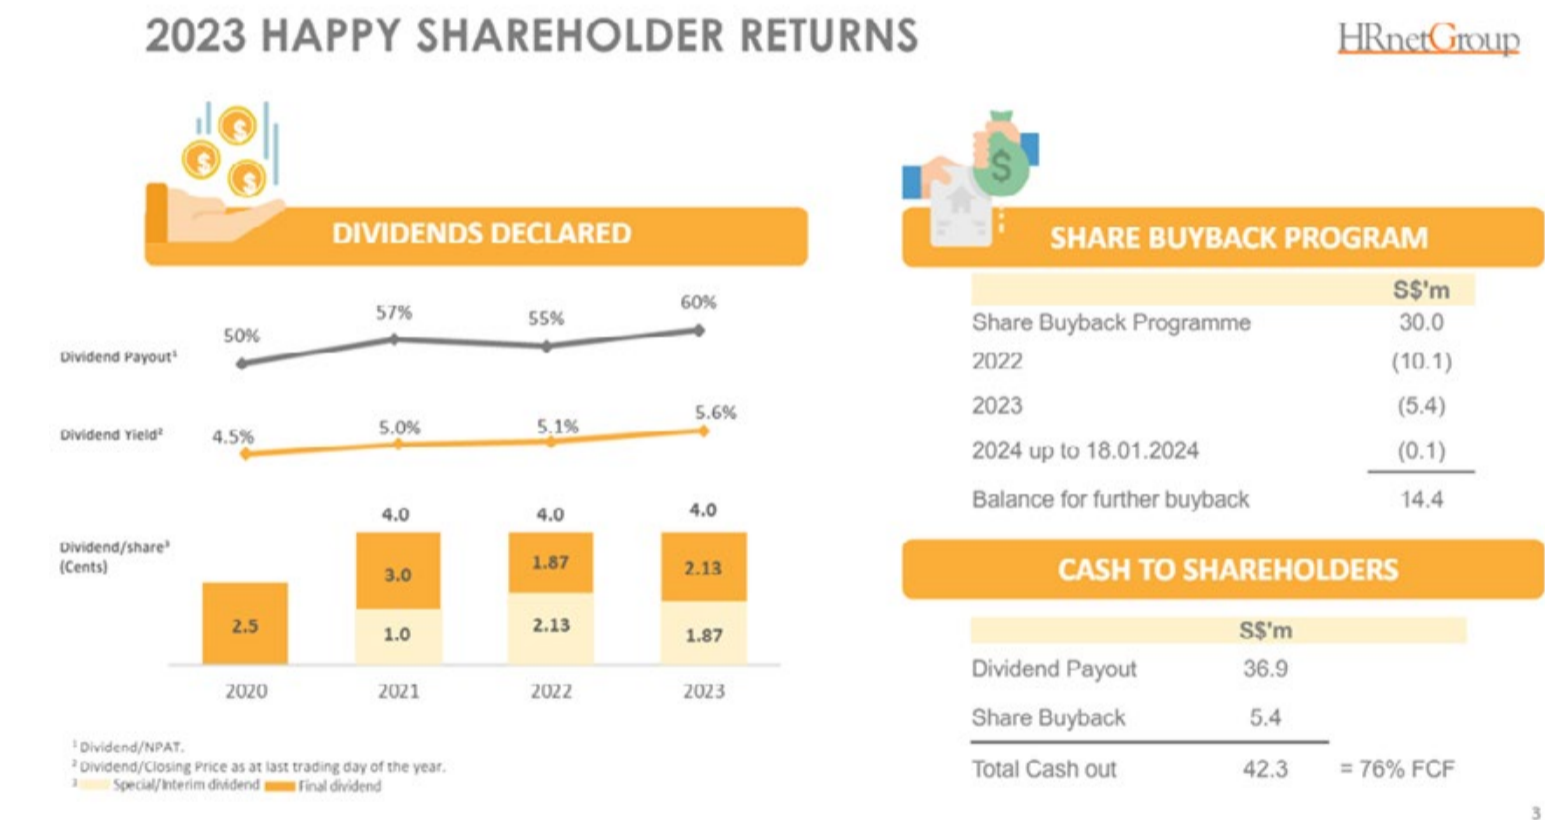 2023 HAPPY SHAREHOLDER RETURNS
HRnetGroup
DIVIDENDS DECLARED
Dividend Payout¹
50%
57%
55%
60%
Dividend Yield²
4.5%
5.0%
5.1%
5.6%
Dividend/share³
(Cents)
4.0
4.0
4.0
2.5
3.0
1.87
2.13
1.0
2.13
1.87
2020
2021
2022
2023
¹ Dividend/NPAT.
² Dividend/Closing Price as at last trading day of the year.
³ Special/Interim dividend Final dividend
SHARE BUYBACK PROGRAM
S$'m
Share Buyback Programme 30.0
2022 (10.1)
2023 (5.4)
2024 up to 18.01.2024 (0.1)
Balance for further buyback 14.4
CASH TO SHAREHOLDERS
S$'m
Dividend Payout 36.9
Share Buyback 5.4
Total Cash out 42.3 = 76% FCF
3